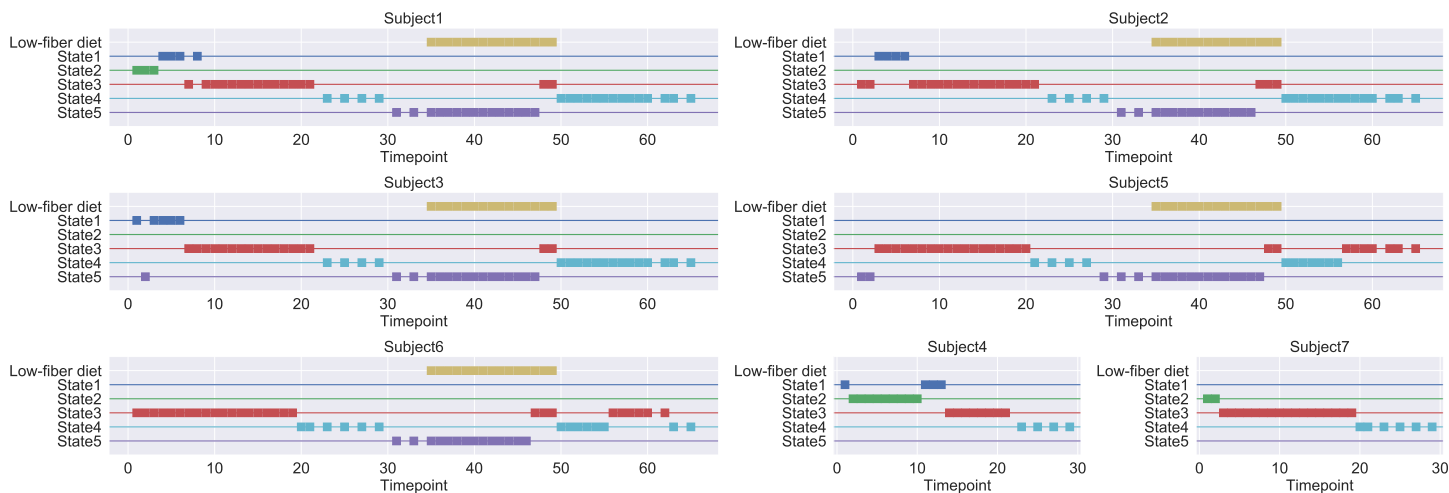 Subject1
Low-fiber diet
State1
State2
State3
State4
State5
0 10 20 30 40 50 60
Timepoint
Subject2
Low-fiber diet
State1
State2
State3
State4
State5
0 10 20 30 40 50 60
Timepoint
Subject3
Low-fiber diet
State1
State2
State3
State4
State5
0 10 20 30 40 50 60
Timepoint
Subject5
Low-fiber diet
State1
State2
State3
State4
State5
0 10 20 30 40 50 60
Timepoint
Subject6
Low-fiber diet
State1
State2
State3
State4
State5
0 10 20 30 40 50 60
Timepoint
Subject4
Low-fiber diet
State1
State2
State3
State4
State5
0 10 20 30
Timepoint
Subject7
Low-fiber diet
State1
State2
State3
State4
State5
0 10 20 30
Timepoint